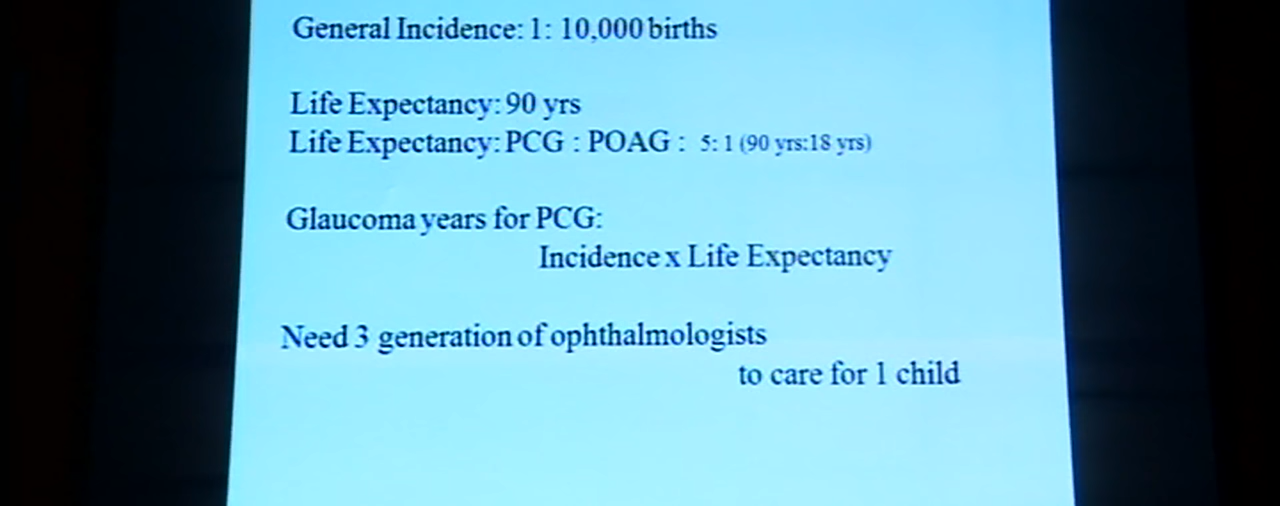 General Incidence: 1: 10,000 births
Life Expectancy: 90 yrs
Life Expectancy: PCG : POAG : 5: 1 (90 yrs:18 yrs)
Glaucoma years for PCG:
Incidence x Life Expectancy
Need 3 generation of ophthalmologists
to care for 1 child